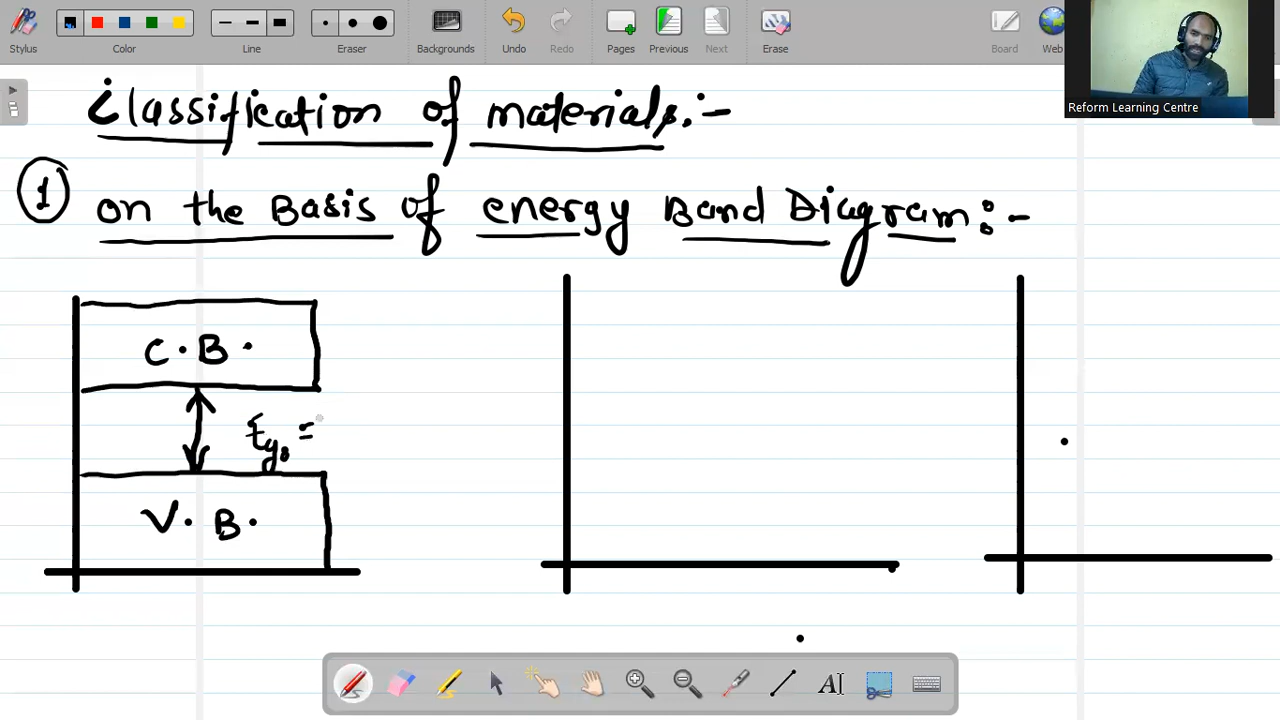 Stylus
Color
Line
Eraser
Backgrounds
Undo
Redo
Pages
Previous
Next
Erase
Board
Web
Reform Learning Centre
Classification of materials:-
1 on the Basis of energy Band Diagram:-
C.B.
Eg =
V.B.
AI